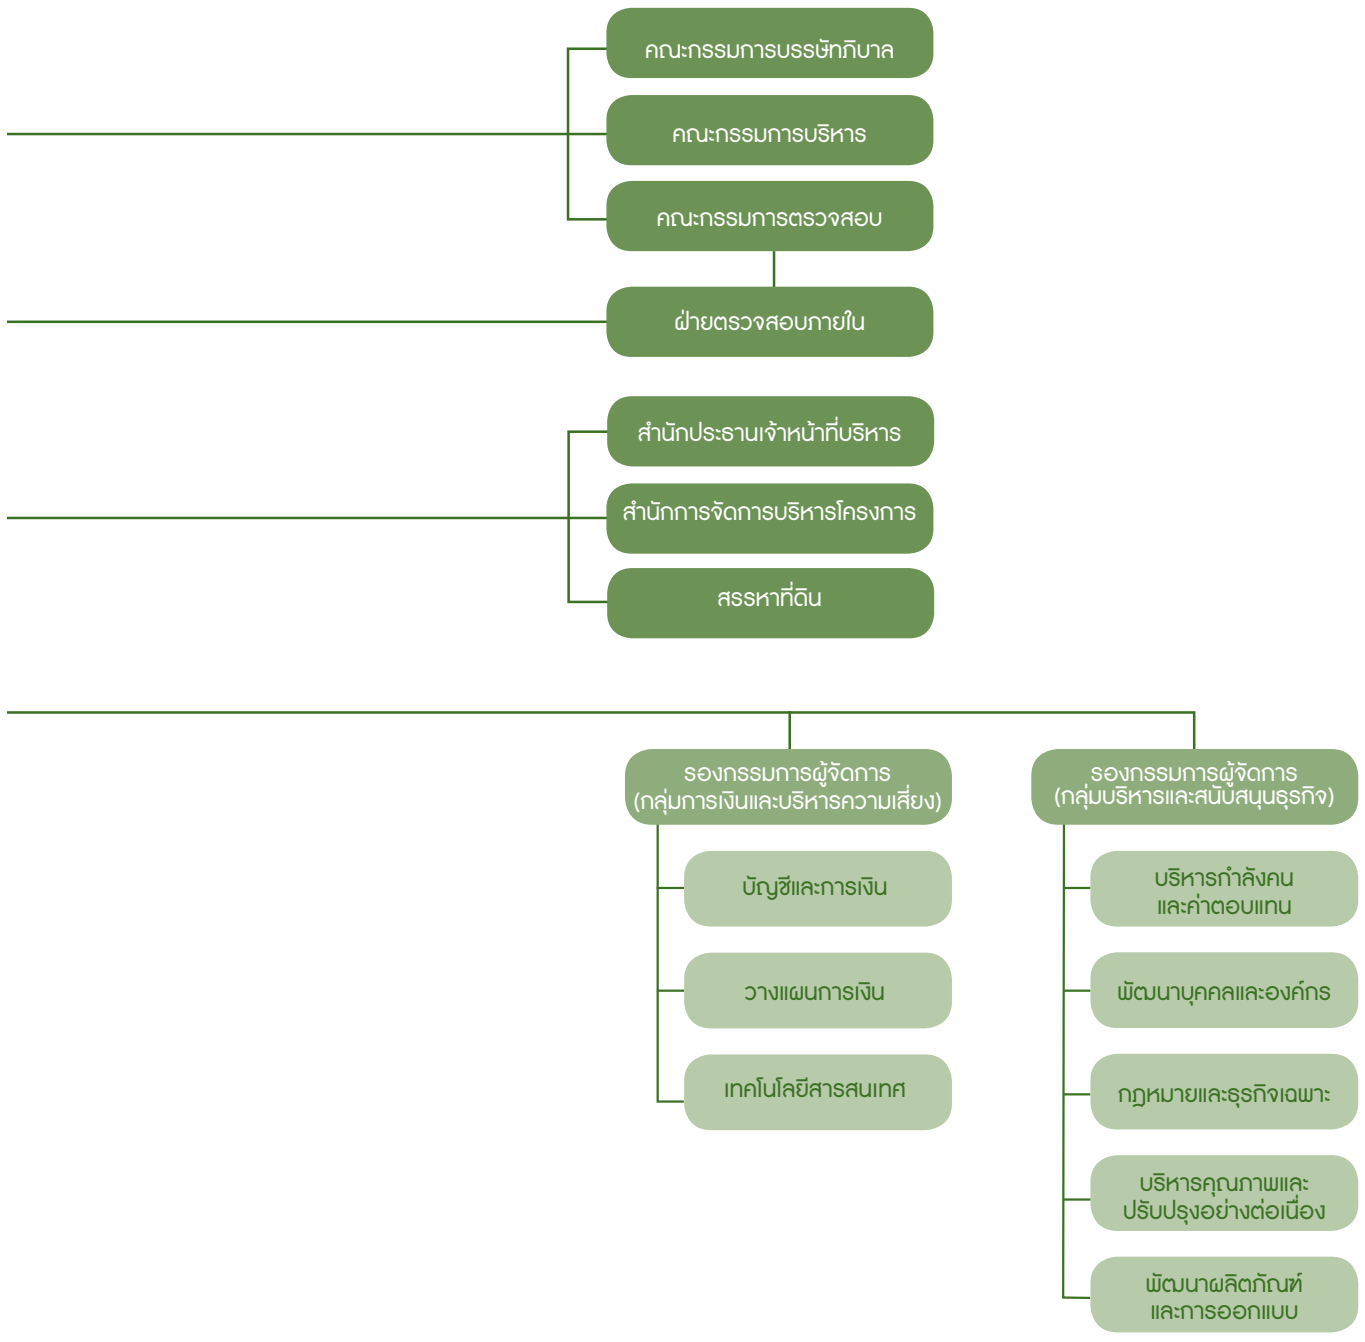 คณะกรรมการบรรษัทภิบาล
คณะกรรมการบริหาร
คณะกรรมการตรวจสอบ
ฝ่ายตรวจสอบภายใน
สำนักประธานเจ้าหน้าที่บริหาร
สำนักการจัดการบริหารโครงการ
สรรหาที่ดิน
รองกรรมการผู้จัดการ
(กลุ่มการเงินและบริหารความเสี่ยง)
บัญชีและการเงิน
วางแผนการเงิน
เทคโนโลยีสารสนเทศ
รองกรรมการผู้จัดการ
(กลุ่มบริหารและสนับสนุนธุรกิจ)
บริหารกำลังคน
และค่าตอบแทน
พัฒนาบุคคลและองค์กร
กฎหมายและธุรกิจเฉพาะ
บริหารคุณภาพและ
ปรับปรุงอย่างต่อเนื่อง
พัฒนาผลิตภัณฑ์
และการออกแบบ